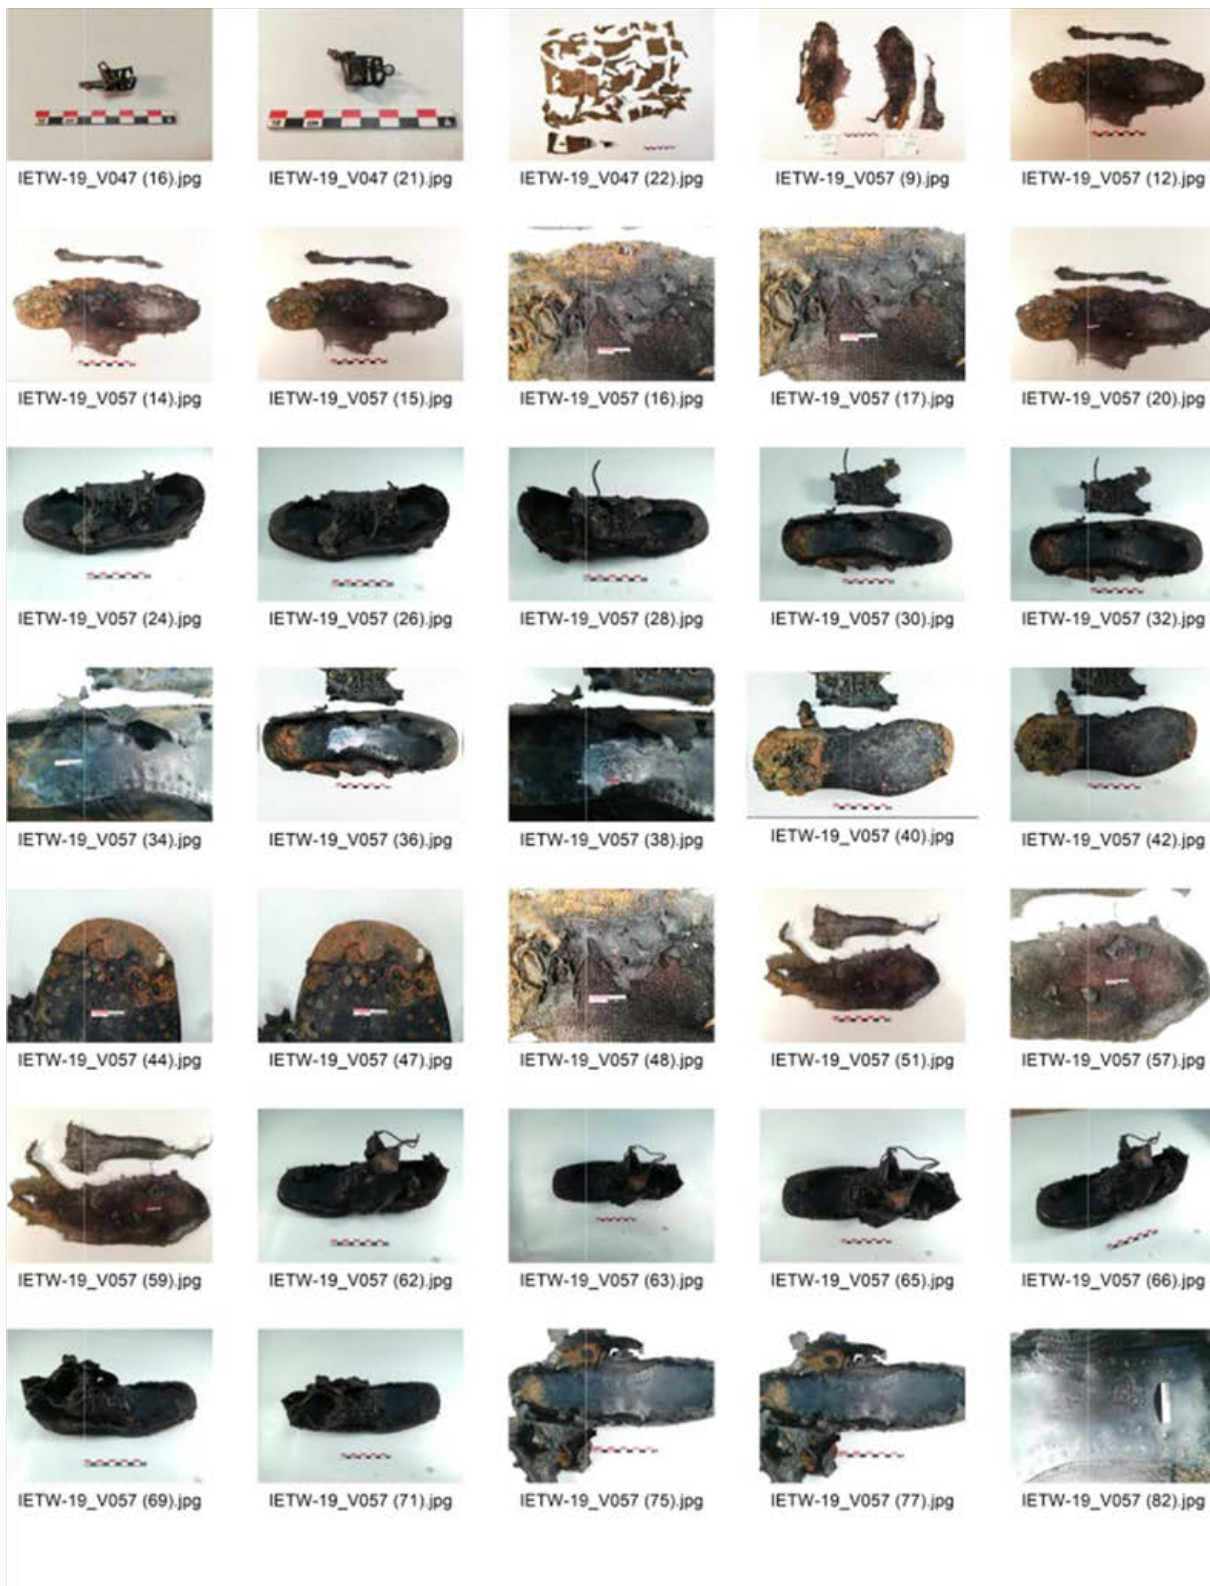 IETW-19_V047 (16).jpg
IETW-19_V047 (21).jpg
IETW-19_V047 (22).jpg
IETW-19_V057 (9).jpg
IETW-19_V057 (12).jpg
IETW-19_V057 (14).jpg
IETW-19_V057 (15).jpg
IETW-19_V057 (16).jpg
IETW-19_V057 (17).jpg
IETW-19_V057 (20).jpg
IETW-19_V057 (24).jpg
IETW-19_V057 (26).jpg
IETW-19_V057 (28).jpg
IETW-19_V057 (30).jpg
IETW-19_V057 (32).jpg
IETW-19_V057 (34).jpg
IETW-19_V057 (36).jpg
IETW-19_V057 (38).jpg
IETW-19_V057 (40).jpg
IETW-19_V057 (42).jpg
IETW-19_V057 (44).jpg
IETW-19_V057 (47).jpg
IETW-19_V057 (48).jpg
IETW-19_V057 (51).jpg
IETW-19_V057 (57).jpg
IETW-19_V057 (59).jpg
IETW-19_V057 (62).jpg
IETW-19_V057 (63).jpg
IETW-19_V057 (65).jpg
IETW-19_V057 (66).jpg
IETW-19_V057 (69).jpg
IETW-19_V057 (71).jpg
IETW-19_V057 (75).jpg
IETW-19_V057 (77).jpg
IETW-19_V057 (82).jpg